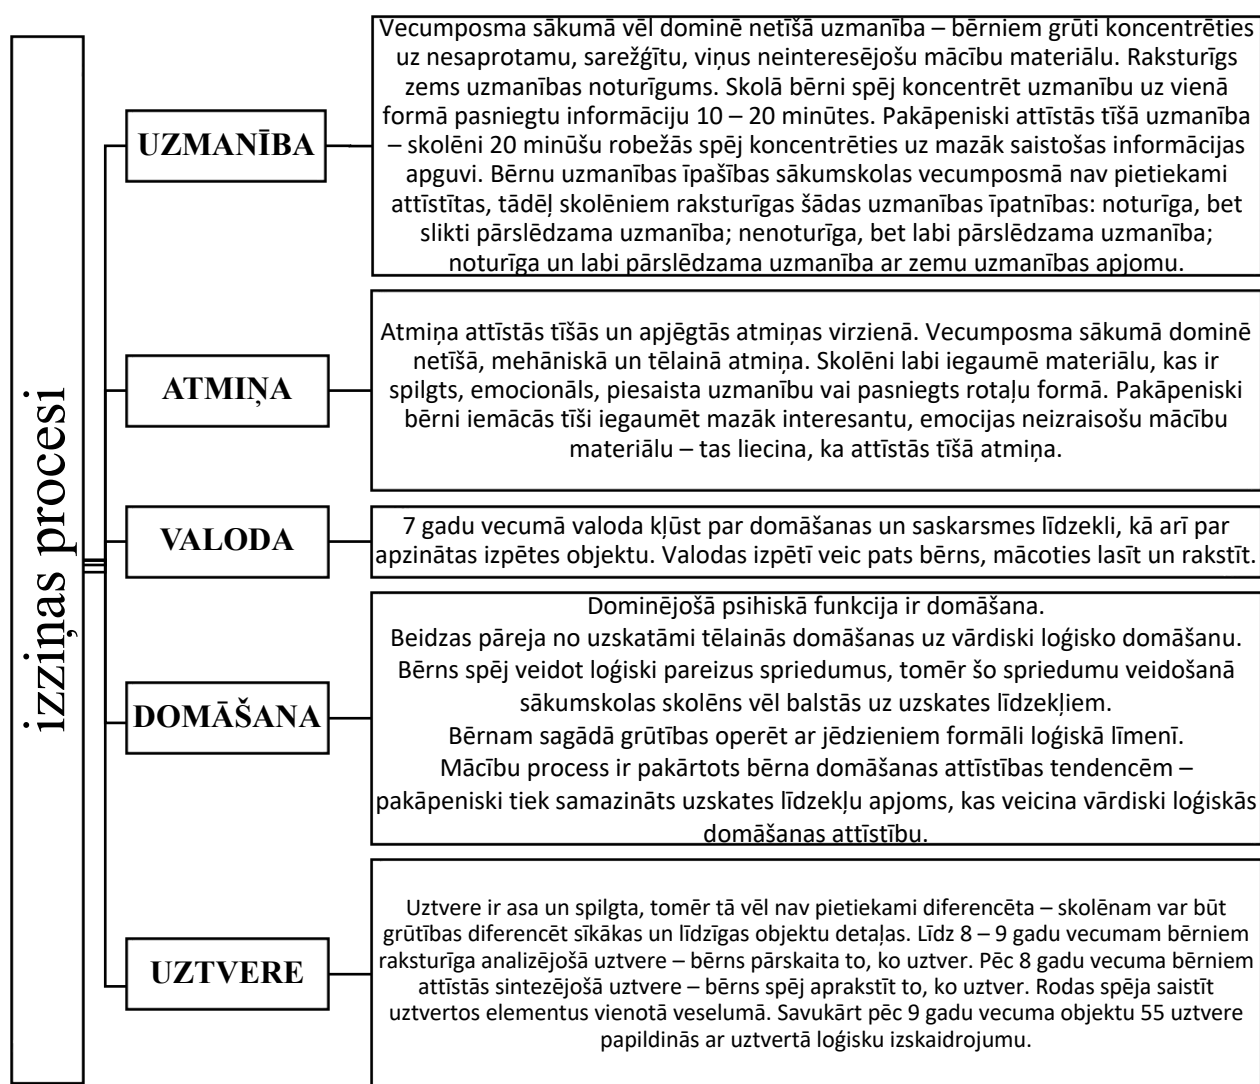 izziņas procesi
UZMANĪBA
Vecumposma sākumā vēl dominē netīšā uzmanība – bērniem grūti koncentrēties
uz nesaprotamu, sarežģītu, viņus neinteresējošu mācību materiālu. Raksturīgs
zems uzmanības noturīgums. Skolā bērni spēj koncentrēt uzmanību uz vienā
formā pasniegtu informāciju 10 – 20 minūtes. Pakāpeniski attīstās tīšā uzmanība
– skolēni 20 minūšu robežās spēj koncentrēties uz mazāk saistošas informācijas
apguvi. Bērnu uzmanības īpašības sākumskolas vecumposmā nav pietiekami
attīstītas, tādēļ skolēniem raksturīgas šādas uzmanības īpatnības: noturīga, bet
slikti pārslēdzama uzmanība; nenoturīga, bet labi pārslēdzama uzmanība;
noturīga un labi pārslēdzama uzmanība ar zemu uzmanības apjomu.
ATMIŅA
Atmiņa attīstās tīšās un apjēgtās atmiņas virzienā. Vecumposma sākumā dominē
netīšā, mehāniskā un tēlainā atmiņa. Skolēni labi iegaumē materiālu, kas ir
spilgts, emocionāls, piesaista uzmanību vai pasniegts rotaļu formā. Pakāpeniski
bērni iemācās tīši iegaumēt mazāk interesantu, emocijas neizraisošu mācību
materiālu – tas liecina, ka attīstās tīšā atmiņa.
VALODA
7 gadu vecumā valoda kļūst par domāšanas un saskarsmes līdzekli, kā arī par
apzinātas izpētes objektu. Valodas izpētī veic pats bērns, mācoties lasīt un rakstīt.
DOMĀŠANA
Dominējošā psihiskā funkcija ir domāšana.
Beidzas pāreja no uzskatāmi tēlainās domāšanas uz vārdiski loģisko domāšanu.
Bērns spēj veidot loģiski pareizus spriedumus, tomēr šo spriedumu veidošanā
sākumskolas skolēns vēl balstās uz uzskates līdzekļiem.
Bērnam sagādā grūtības operēt ar jēdzieniem formāli loģiskā līmenī.
Mācību process ir pakārtots bērna domāšanas attīstības tendencēm –
pakāpeniski tiek samazināts uzskates līdzekļu apjoms, kas veicina vārdiski loģiskās
domāšanas attīstību.
UZTVERE
Uztvere ir asa un spilgta, tomēr tā vēl nav pietiekami diferencēta – skolēnam var būt
grūtības diferencēt sīkākas un līdzīgas objektu detaļas. Līdz 8 – 9 gadu vecumam bērniem
raksturīga analizējošā uztvere – bērns pārskaita to, ko uztver. Pēc 8 gadu vecuma bērniem
attīstās sintezējošā uztvere – bērns spēj aprakstīt to, ko uztver. Rodas spēja saistīt
uztvertos elementus vienotā veselumā. Savukārt pēc 9 gadu vecuma objektu 55 uztvere
papildinās ar uztvertā loģisku izskaidrojumu.